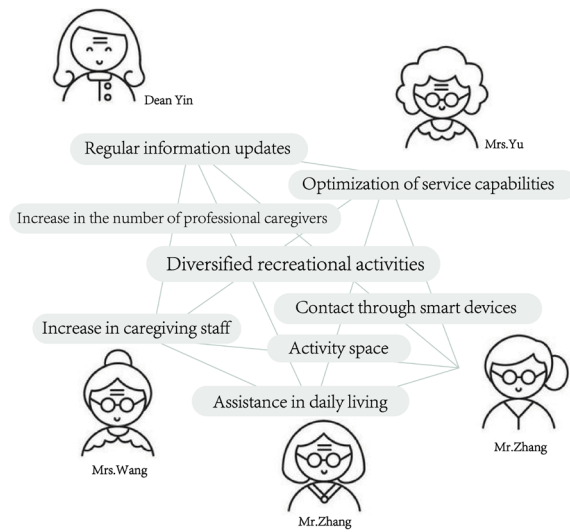 Dean Yin
Mrs.Yu
Regular information updates
Optimization of service capabilities
Increase in the number of professional caregivers
Diversified recreational activities
Contact through smart devices
Increase in caregiving staff
Activity space
Assistance in daily living
Mr.Zhang
Mrs.Wang
Mr.Zhang